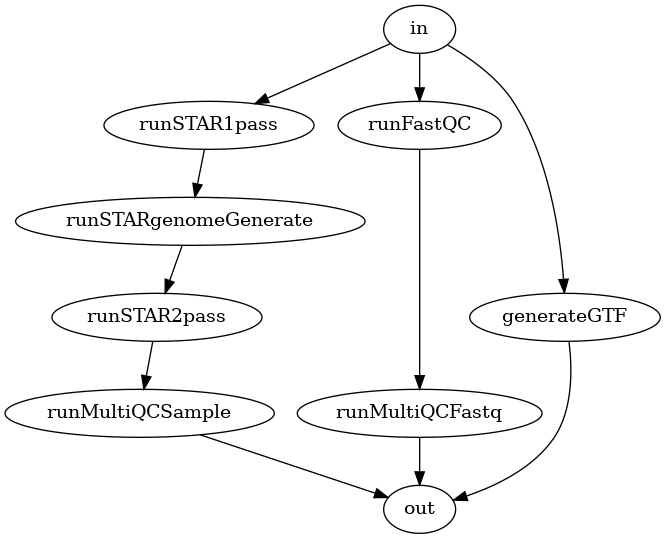 in
runSTAR1pass
runFastQC
runSTARgenomeGenerate
runSTAR2pass
generateGTF
runMultiQCSample
runMultiQCFastq
out